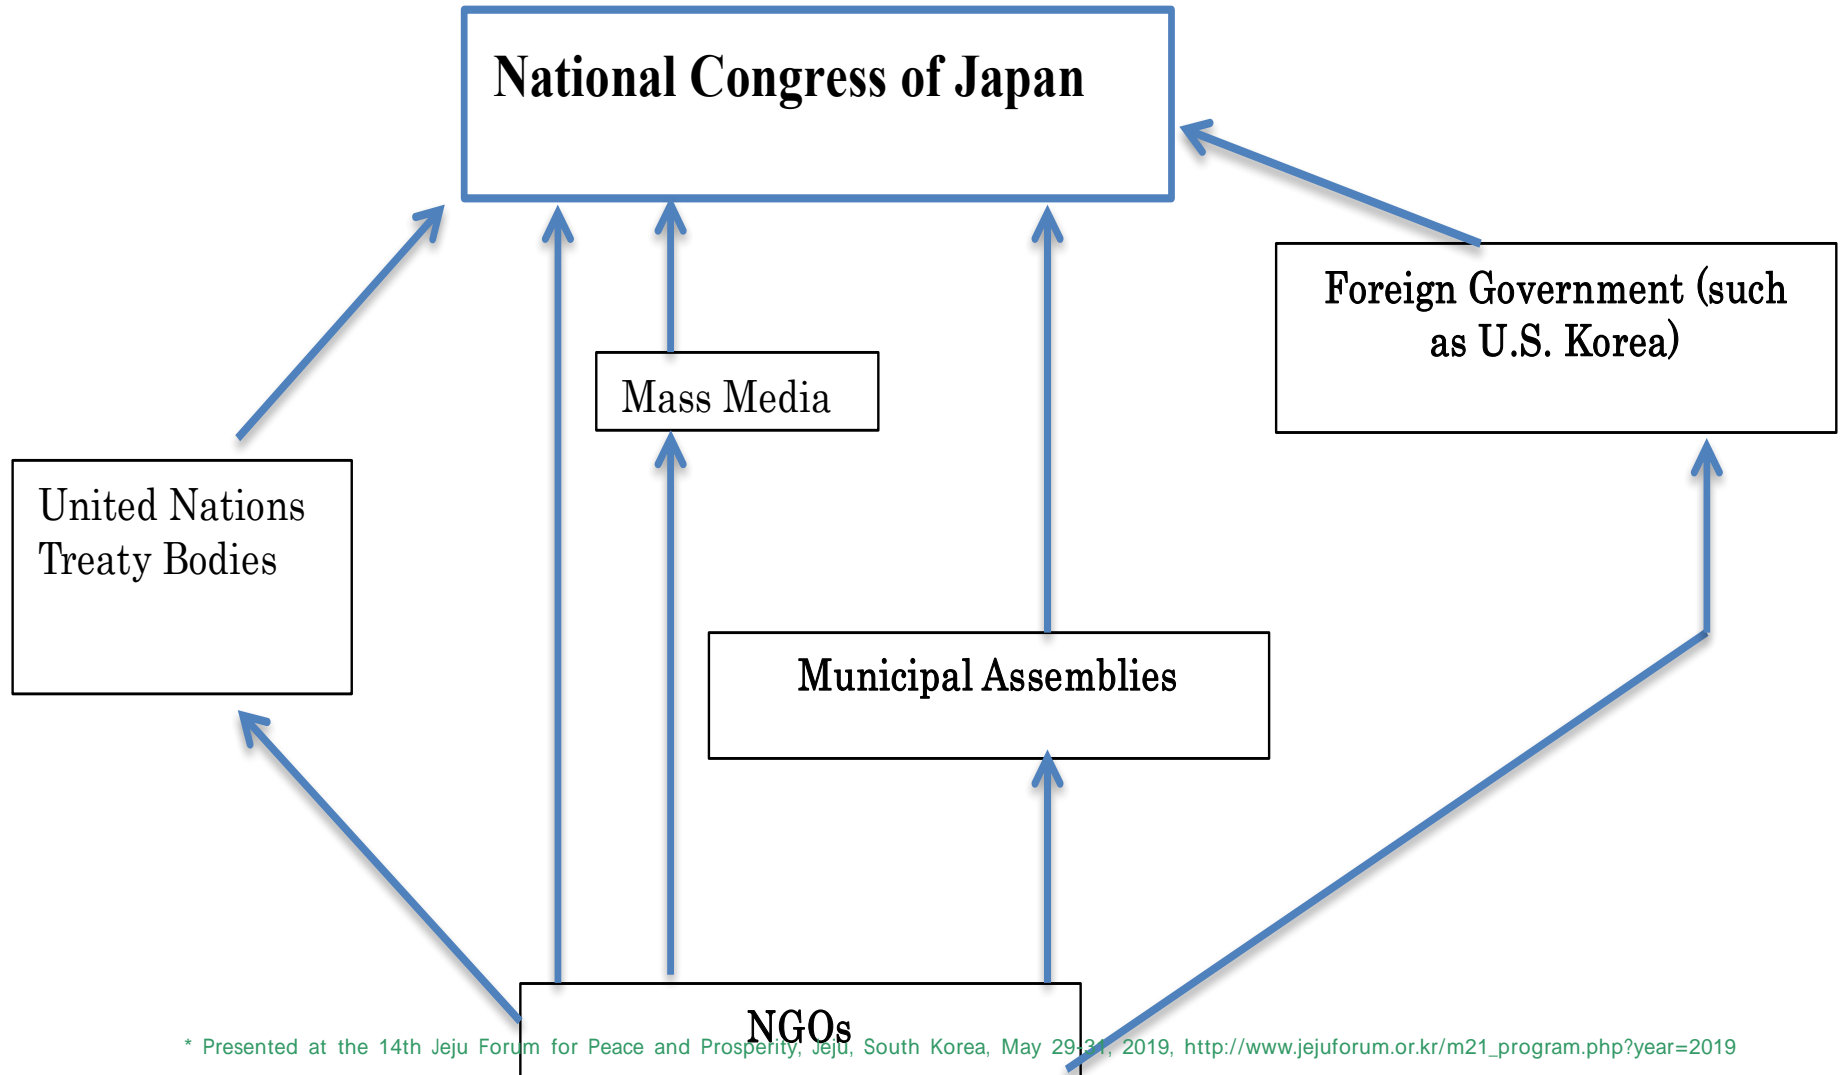 National Congress of Japan
Foreign Government (such
as U.S. Korea)
Mass Media
United Nations
Treaty Bodies
Municipal Assemblies
NGOs
* Presented at the 14th Jeju Forum for Peace and Prosperity, Jeju, South Korea, May 29-31, 2019, http://www.jejuforum.or.kr/m21_program.php?year=2019